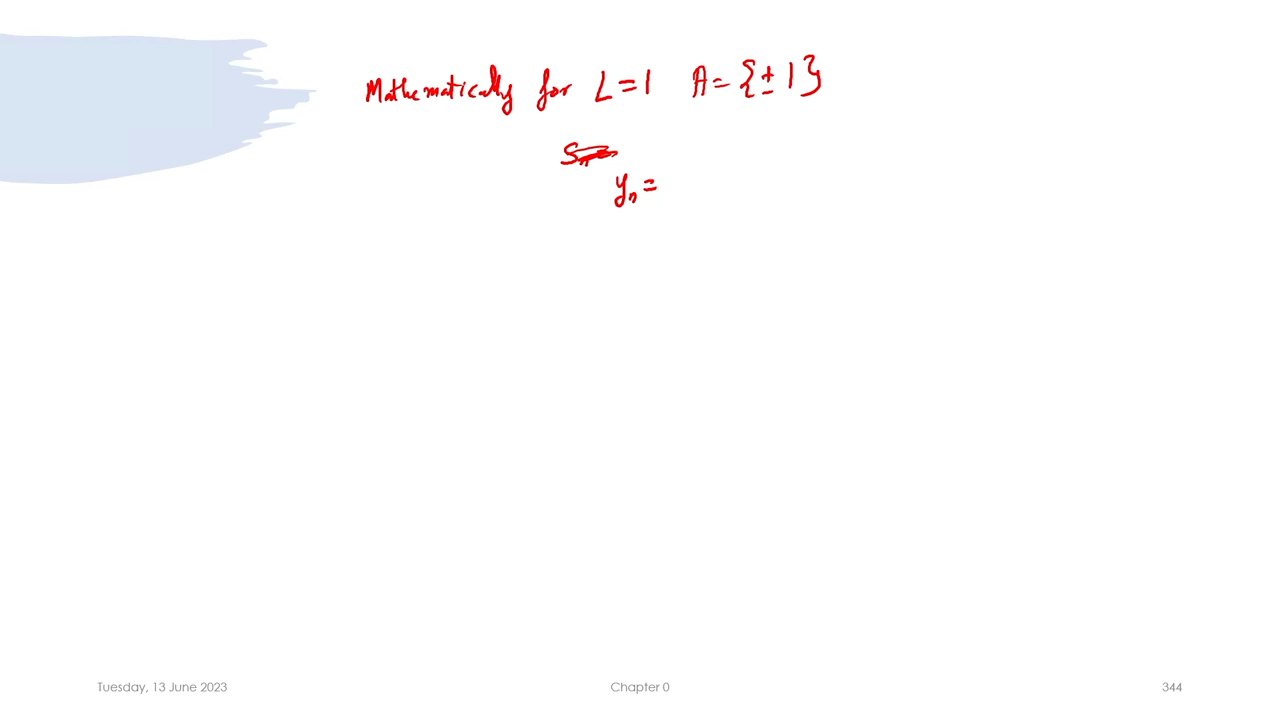 Mathematically for L=1 A={±1}
yₙ=
Tuesday, 13 June 2023
Chapter 0
344